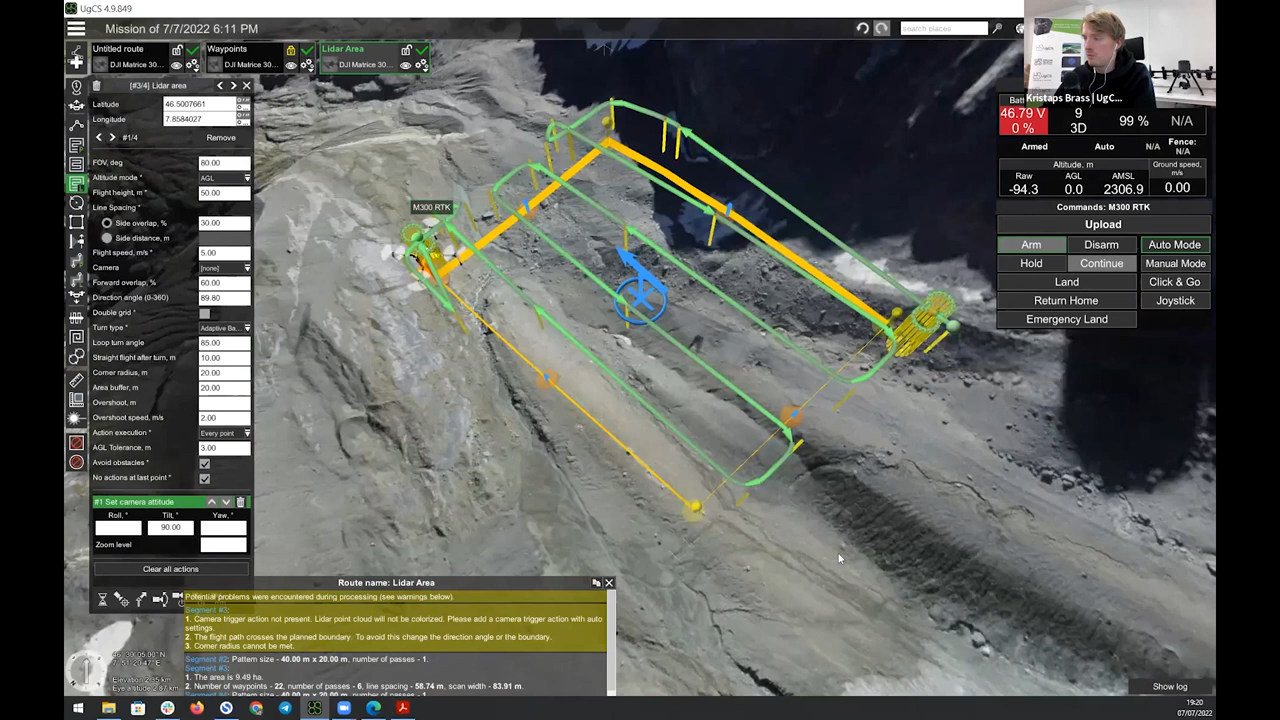 UgCS 4.9.849
Mission of 7/7/2022 6:11 PM
search places
Untitled route
DJI Matrice 30...
Waypoints
DJI Matrice 30...
Lidar Area
DJI Matrice 30...
[#3/4] Lidar area
Latitude 46.5007661
Longitude 7.8584027
#1/4 Remove
FOV, deg 80.00
Altitude mode * AGL
Flight height, m * 50.00
Line Spacing *
Side overlap, % 30.00
Side distance, m
Flight speed, m/s * 5.00
Camera [none]
Forward overlap, % 60.00
Direction angle (0-360) 89.80
Double grid *
Turn type * Adaptive Ba...
Loop turn angle 85.00
Straight flight after turn, m 10.00
Corner radius, m 20.00
Area buffer, m 20.00
Overshoot, m
Overshoot speed, m/s 2.00
Action execution * Every point
AGL Tolerance, m 3.00
Avoid obstacles *
No actions at last point *
#1 Set camera attitude
Roll, ° Tilt, ° Yaw, °
90.00
Zoom level
Clear all actions
M300 RTK
Kristaps Brass | UgC...
46.79 V 9 99 % N/A
0 % 3D
Armed Auto N/A Fence: N/A
Altitude, m Ground speed, m/s
Raw AGL AMSL
-94.3 0.0 2306.9 0.00
Commands: M300 RTK
Upload
Arm Disarm Auto Mode
Hold Continue Manual Mode
Land Click & Go
Return Home Joystick
Emergency Land
Route name: Lidar Area
Potential problems were encountered during processing (see warnings below).
Segment #3:
1. Camera trigger action not present. Lidar point cloud will not be colorized. Please add a camera trigger action with auto
settings.
2. The flight path crosses the planned boundary. To avoid this change the direction angle or the boundary.
3. Corner radius cannot be met.
Segment #2: Pattern size - 40.00 m x 20.00 m, number of passes - 1.
Segment #3:
1. The area is 9.49 ha.
2. Number of waypoints - 22, number of passes - 6, line spacing - 58.74 m, scan width - 83.91 m.
Show log
19:20
07/07/2022